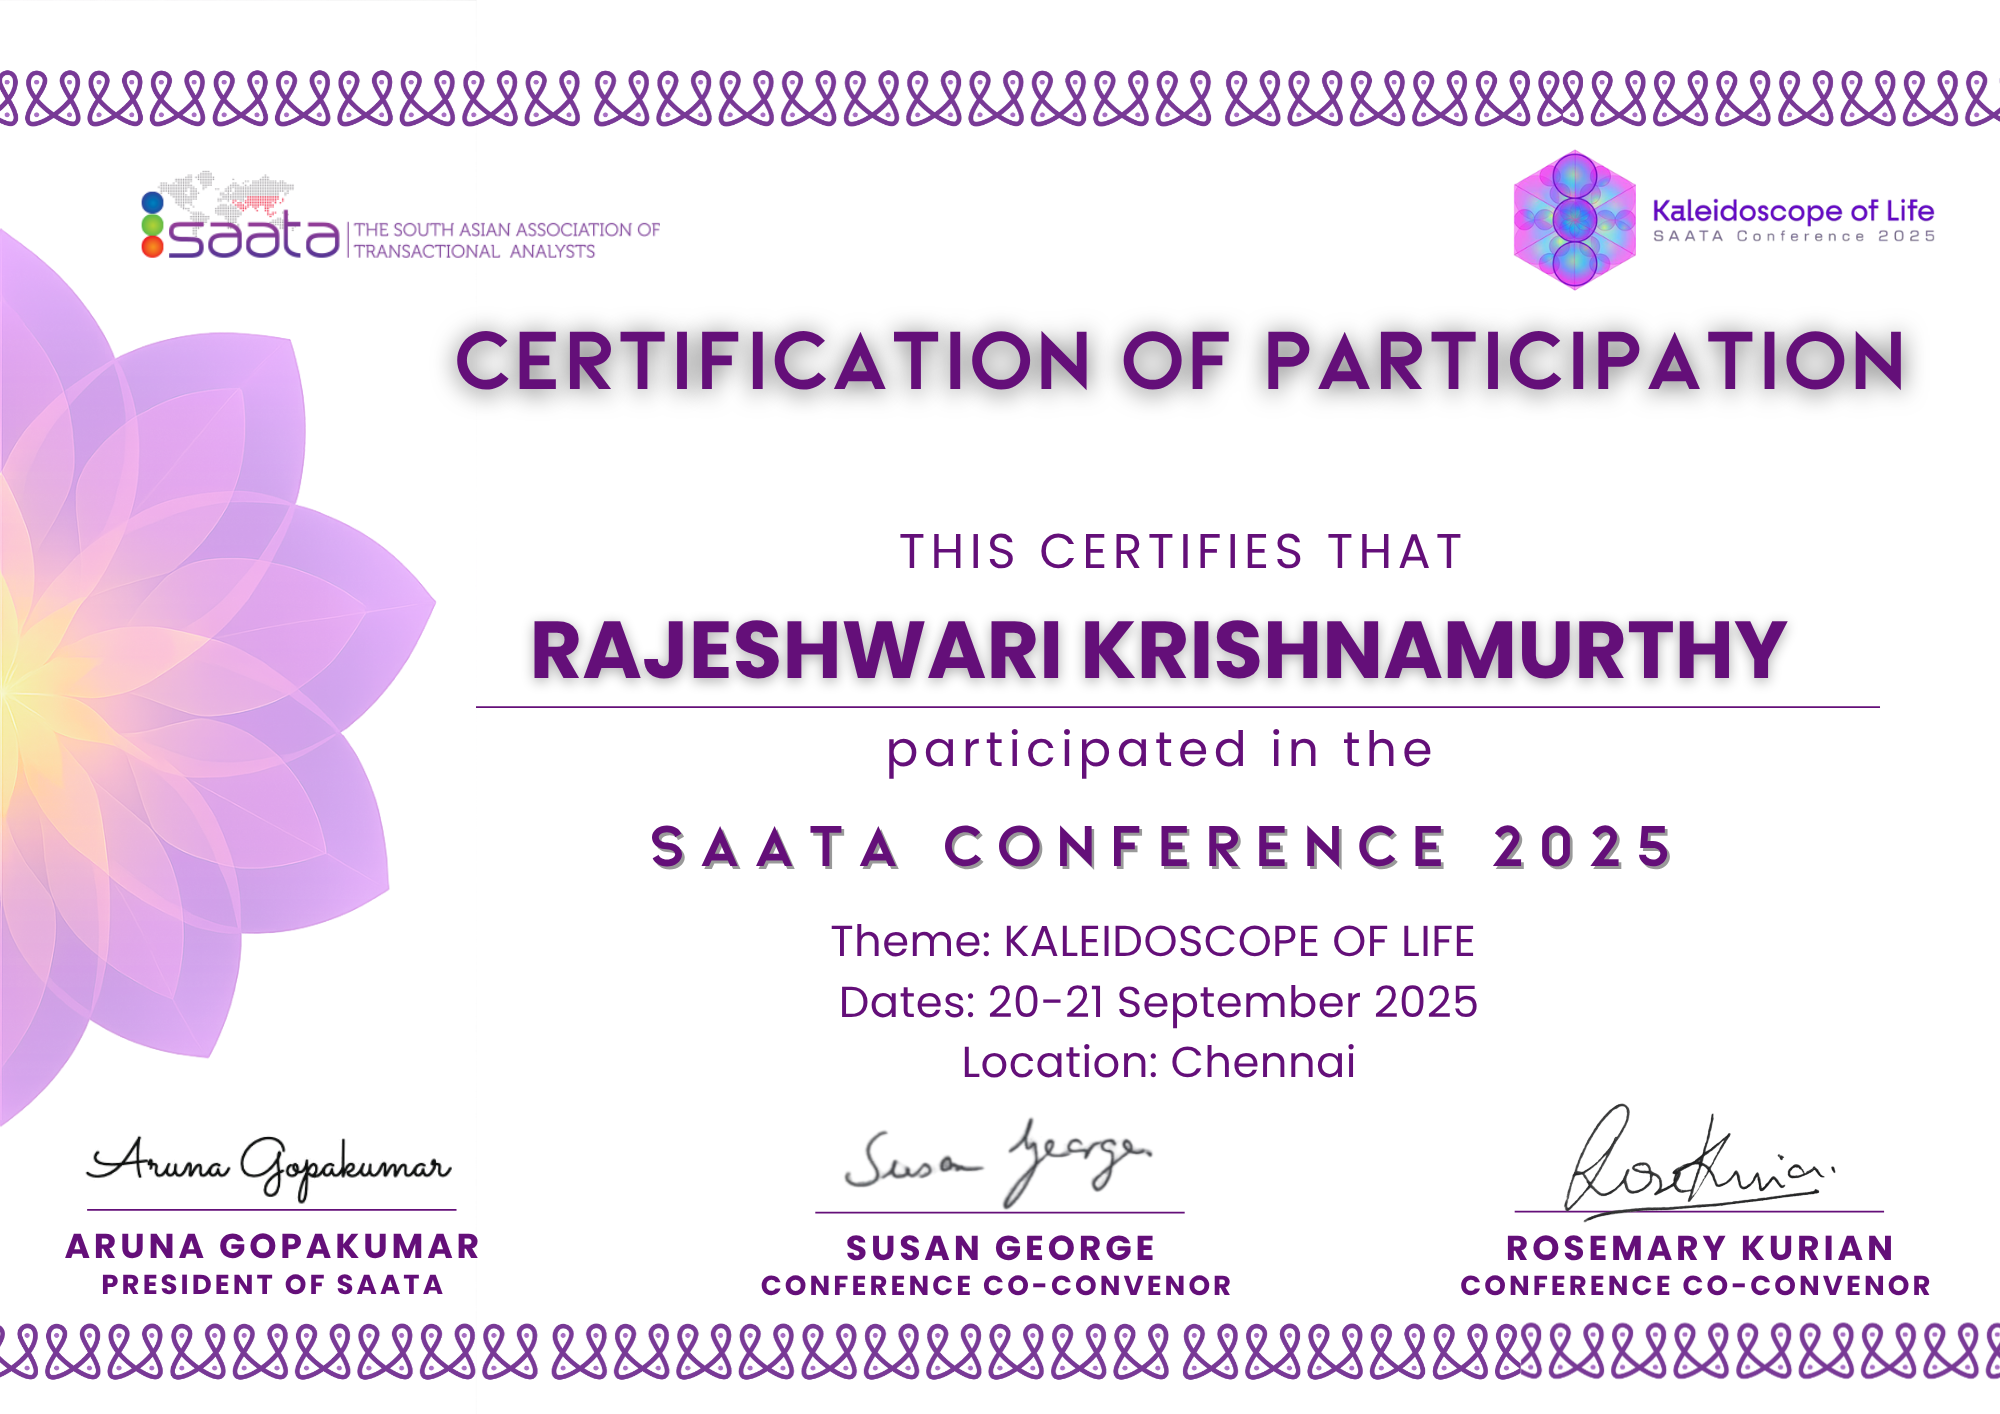 saata
THE SOUTH ASIAN ASSOCIATION OF
TRANSACTIONAL ANALYSTS
Kaleidoscope of Life
SAATA Conference 2025
CERTIFICATION OF PARTICIPATION
THIS CERTIFIES THAT
RAJESHWARI KRISHNAMURTHY
participated in the
SAATA CONFERENCE 2025
Theme: KALEIDOSCOPE OF LIFE
Dates: 20-21 September 2025
Location: Chennai
Aruna Gopakumar
ARUNA GOPAKUMAR
PRESIDENT OF SAATA
Susan George
SUSAN GEORGE
CONFERENCE CO-CONVENOR
ROSEMARY KURIAN
CONFERENCE CO-CONVENOR